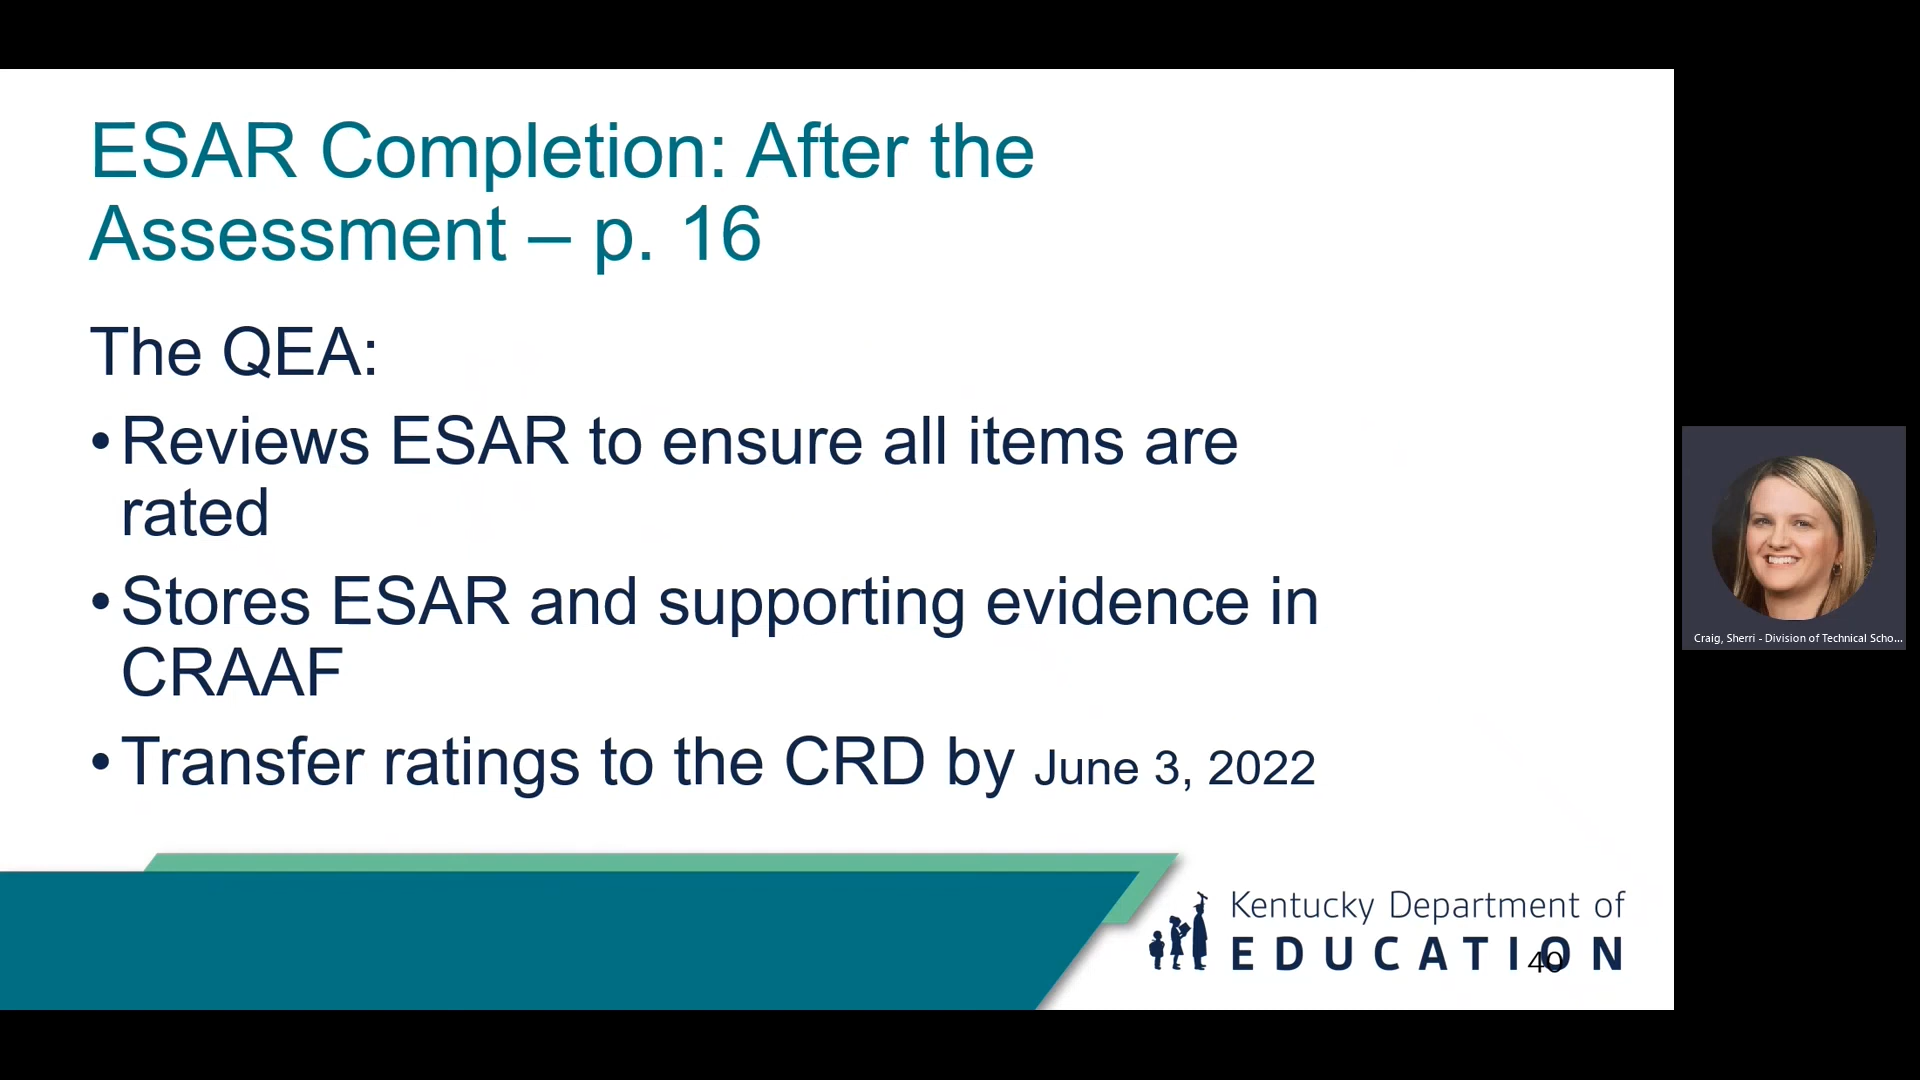 ESAR Completion: After the
Assessment – p. 16
The QEA:
•Reviews ESAR to ensure all items are
rated
•Stores ESAR and supporting evidence in
CRAAF
•Transfer ratings to the CRD by June 3, 2022
Kentucky Department of
EDUCATION
40
Craig, Sherri - Division of Technical Scho...